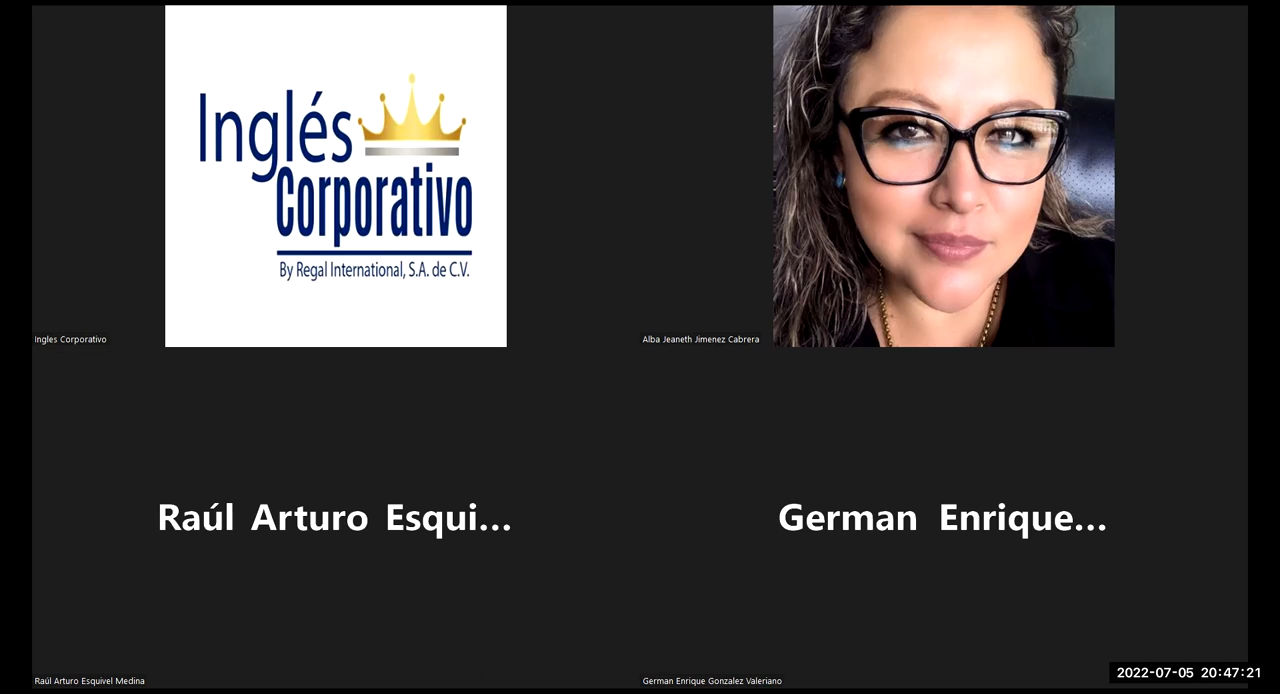 Inglés
Corporativo
By Regal International, S.A. de C.V.
Ingles Corporativo
Alba Jeaneth Jimenez Cabrera
Raúl Arturo Esqui...
German Enrique...
Raúl Arturo Esquivel Medina
German Enrique Gonzalez Valeriano
2022-07-05 20:47:21